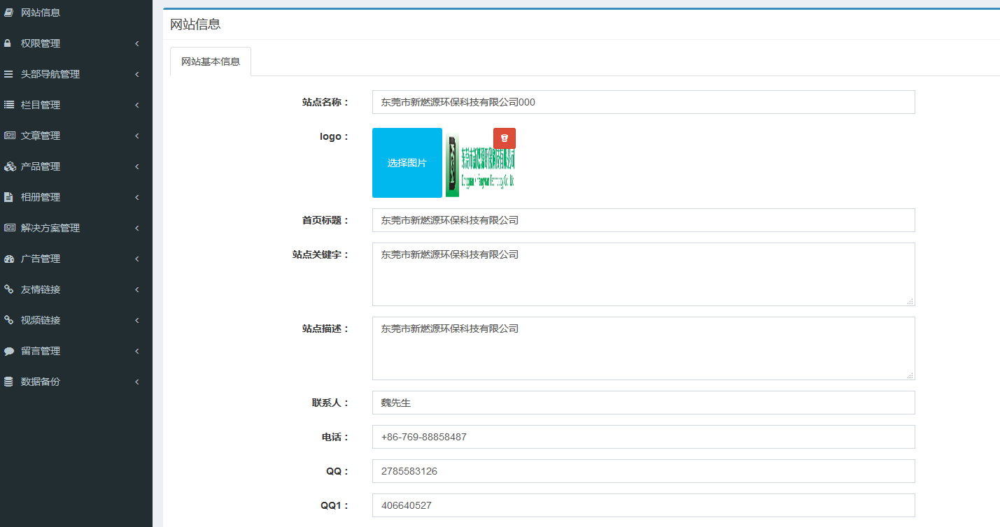 网站信息
权限管理
头部导航管理
栏目管理
文章管理
产品管理
相册管理
解决方案管理
广告管理
友情链接
视频链接
留言管理
数据备份
网站信息
网站基本信息
站点名称： 东莞市新燃源环保科技有限公司000
logo：
选择图片
首页标题： 东莞市新燃源环保科技有限公司
站点关键字： 东莞市新燃源环保科技有限公司
站点描述： 东莞市新燃源环保科技有限公司
联系人： 魏先生
电话： +86-769-88858487
QQ： 2785583126
QQ1： 406640527